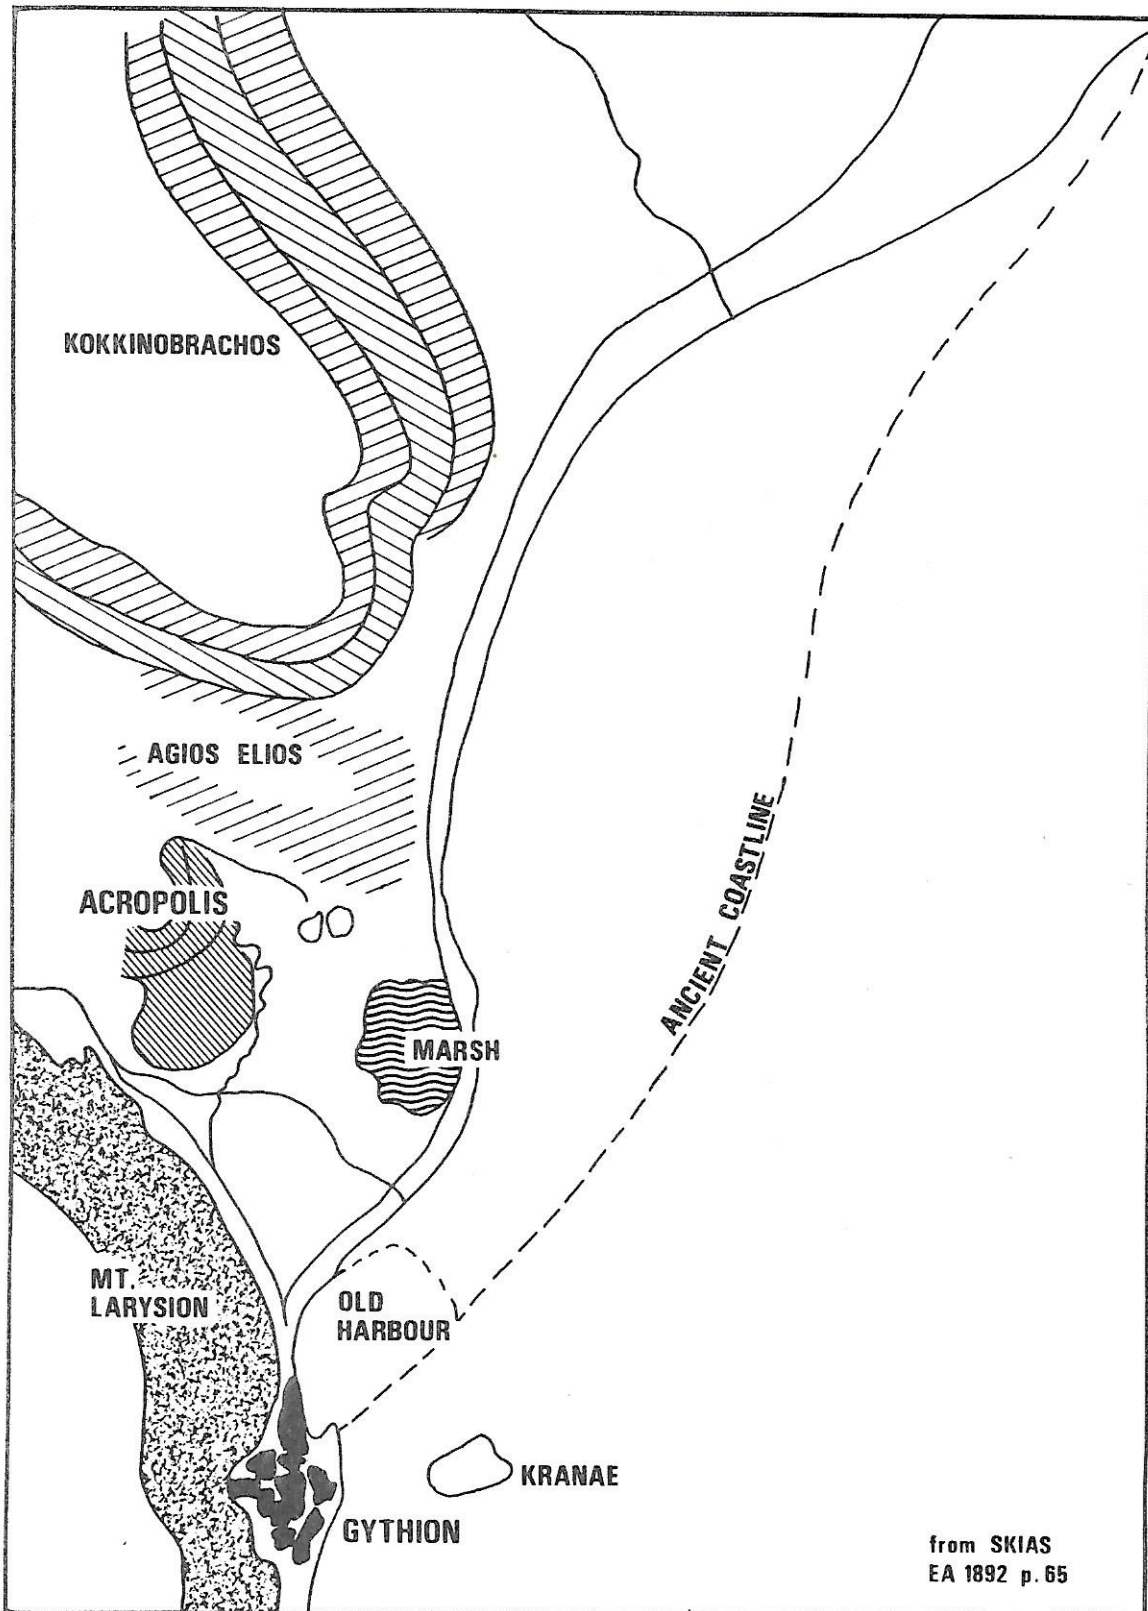 KOKKINOBRACHOS
AGIOS ELIOS
ACROPOLIS
ANCIENT COASTLINE
MARSH
MT.
LARYSION
OLD
HARBOUR
KRANAE
GYTHION
from SKIAS
EA 1892 p. 65